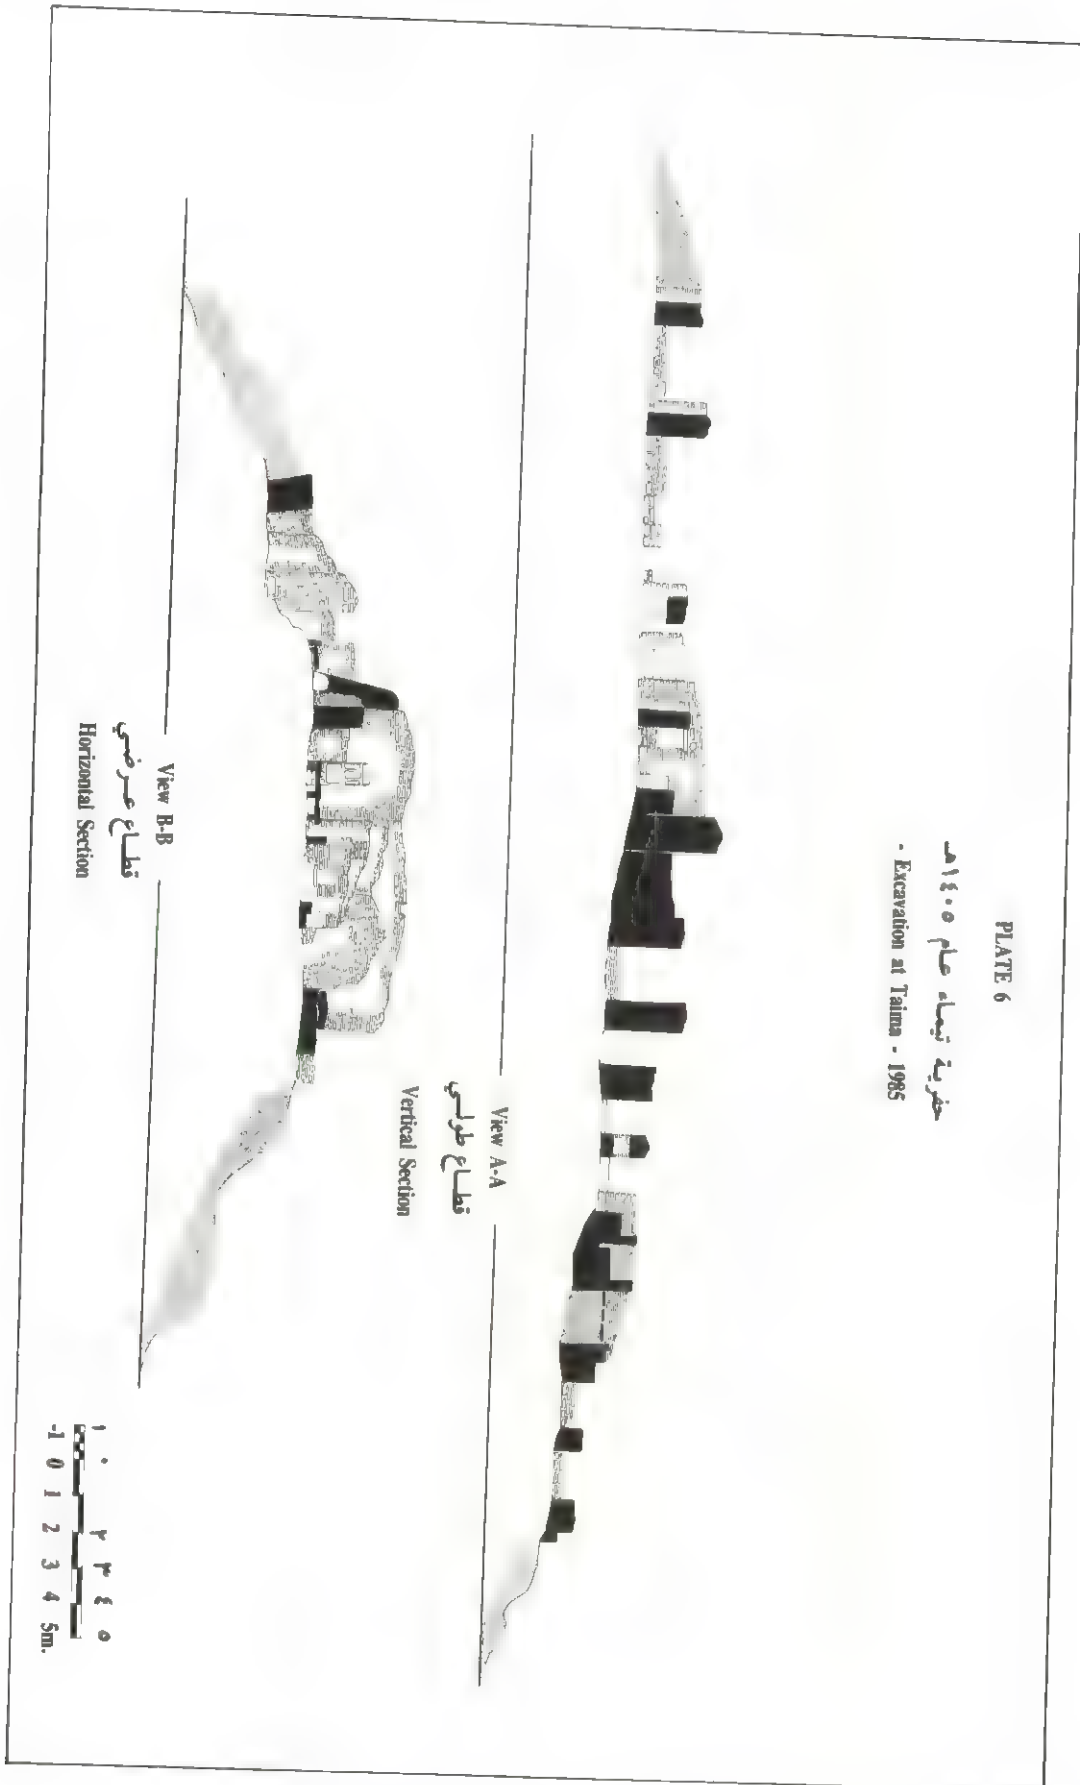 PLATE 6
حفرية تيماء عام ١٤٠٥هـ
- Excavation at Taima - 1985
View A-A
قطاع طولي
Vertical Section
View B-B
قطاع عرضي
Horizontal Section
١ ٠ ٢ ٣ ٤ ٥
-1 0 1 2 3 4 5m.